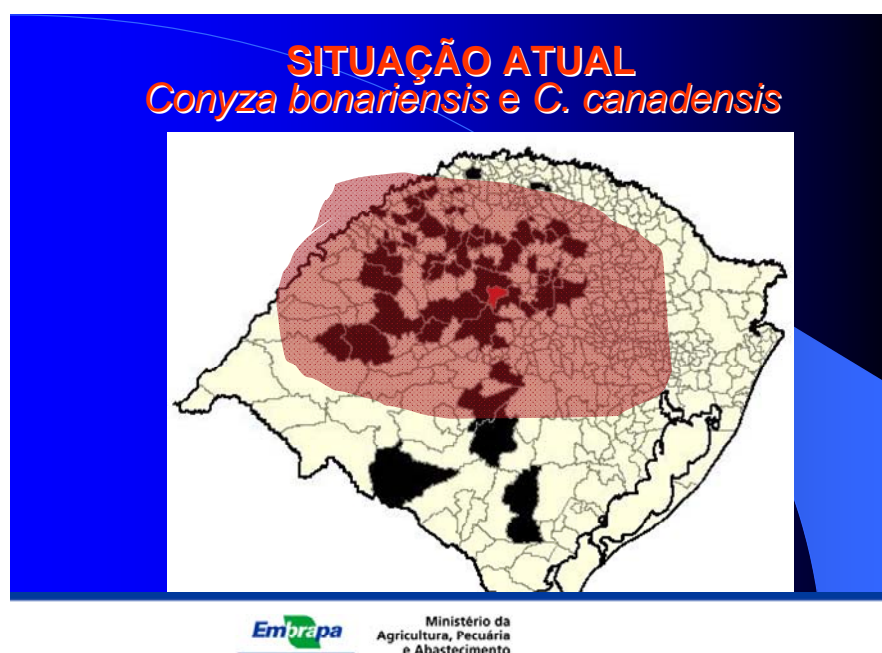 SITUAÇÃO ATUAL
Conyza bonariensis e C. canadensis
Embrapa
Ministério da
Agricultura, Pecuária
e Abastecimento